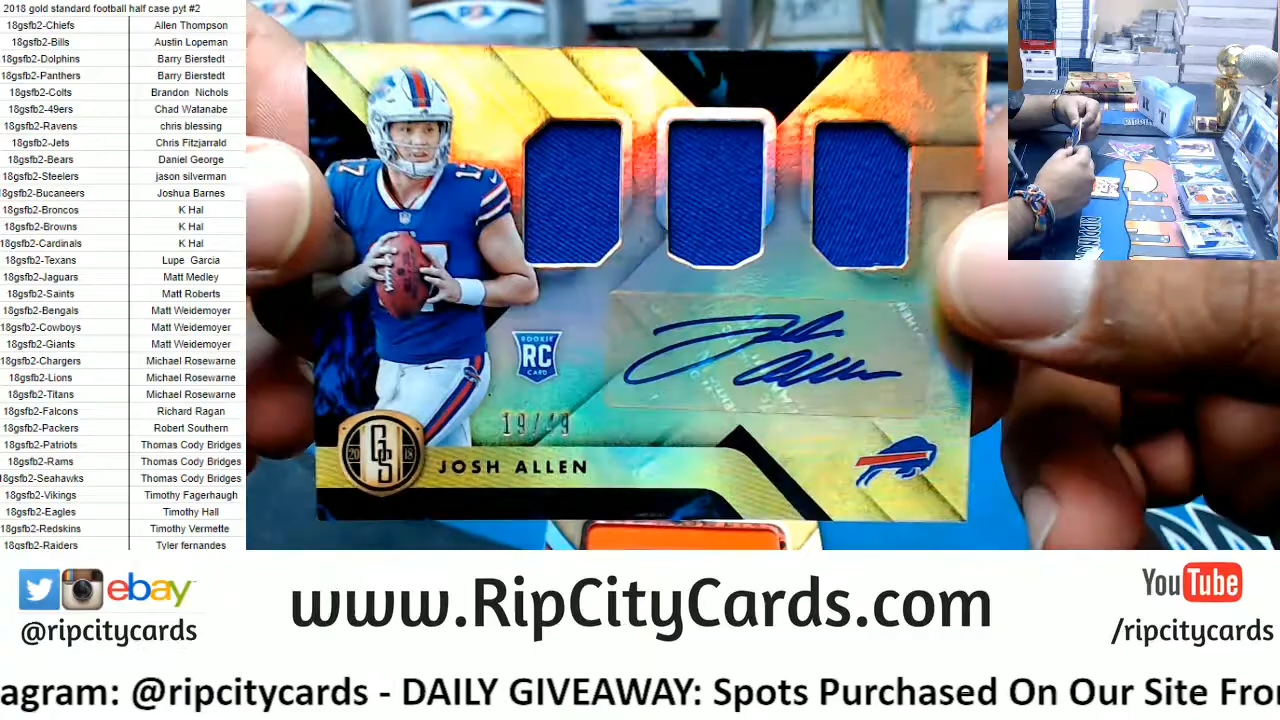 2018 gold standard football half case pyt #2
18gsfb2-Chiefs Allen Thompson
18gsfb2-Bills Austin Lopeman
18gsfb2-Dolphins Barry Bierstedt
18gsfb2-Panthers Barry Bierstedt
18gsfb2-Colts Brandon Nichols
18gsfb2-49ers Chad Watanabe
18gsfb2-Ravens chris blessing
18gsfb2-Jets Chris Fitzjarrald
18gsfb2-Bears Daniel George
18gsfb2-Steelers jason silverman
18gsfb2-Bucaneers Joshua Barnes
18gsfb2-Broncos K Hal
18gsfb2-Browns K Hal
18gsfb2-Cardinals K Hal
18gsfb2-Texans Lupe Garcia
18gsfb2-Jaguars Matt Medley
18gsfb2-Saints Matt Roberts
18gsfb2-Bengals Matt Weidemoyer
18gsfb2-Cowboys Matt Weidemoyer
18gsfb2-Giants Matt Weidemoyer
18gsfb2-Chargers Michael Rosewarne
18gsfb2-Lions Michael Rosewarne
18gsfb2-Titans Michael Rosewarne
18gsfb2-Falcons Richard Ragan
18gsfb2-Packers Robert Southern
18gsfb2-Patriots Thomas Cody Bridges
18gsfb2-Rams Thomas Cody Bridges
18gsfb2-Seahawks Thomas Cody Bridges
18gsfb2-Vikings Timothy Fagerhaugh
18gsfb2-Eagles Timothy Hall
18gsfb2-Redskins Timothy Vermette
18gsfb2-Raiders Tyler fernandes
17
ROOKIE
RC
CARD
19/49
20 GS 18
JOSH ALLEN
ebay
@ripcitycards
www.RipCityCards.com
YouTube
/ripcitycards
agram: @ripcitycards - DAILY GIVEAWAY: Spots Purchased On Our Site Fro